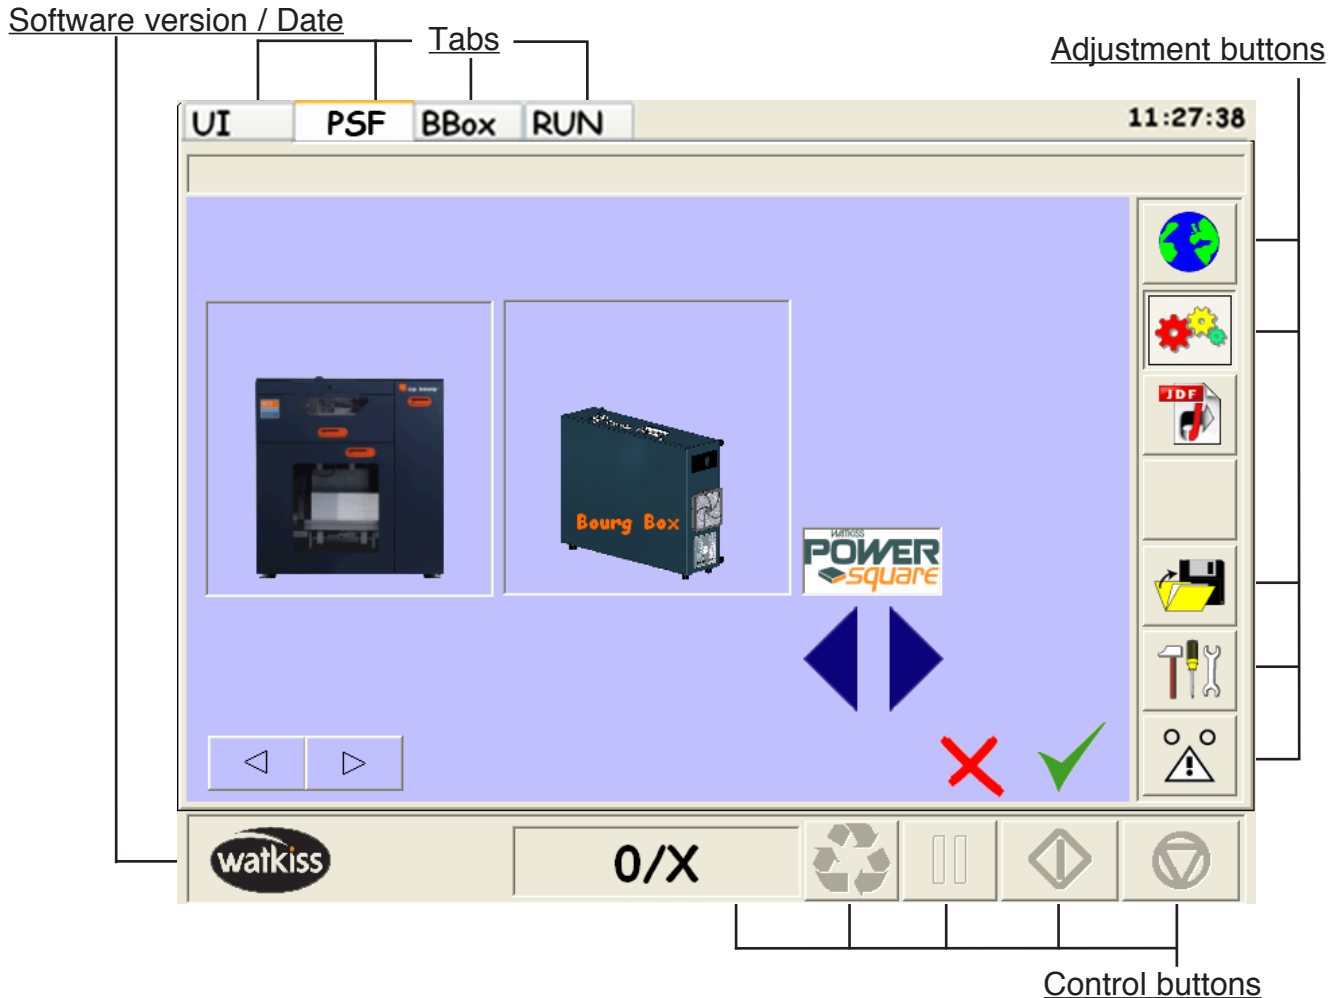 Software version / Date
Tabs
Adjustment buttons
UI
PSF
BBox
RUN
11:27:38
JDF
Bourg Box
WATKISS
POWER
square
watkiss
0/X
Control buttons